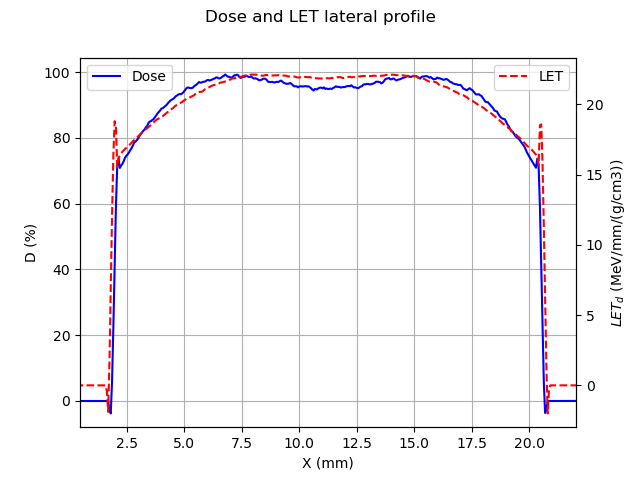 Dose and LET lateral profile
Dose
LET
100
80
60
40
20
0
D (%)
20
15
10
5
0
LET_d (MeV/mm/(g/cm3))
2.5 5.0 7.5 10.0 12.5 15.0 17.5 20.0
X (mm)